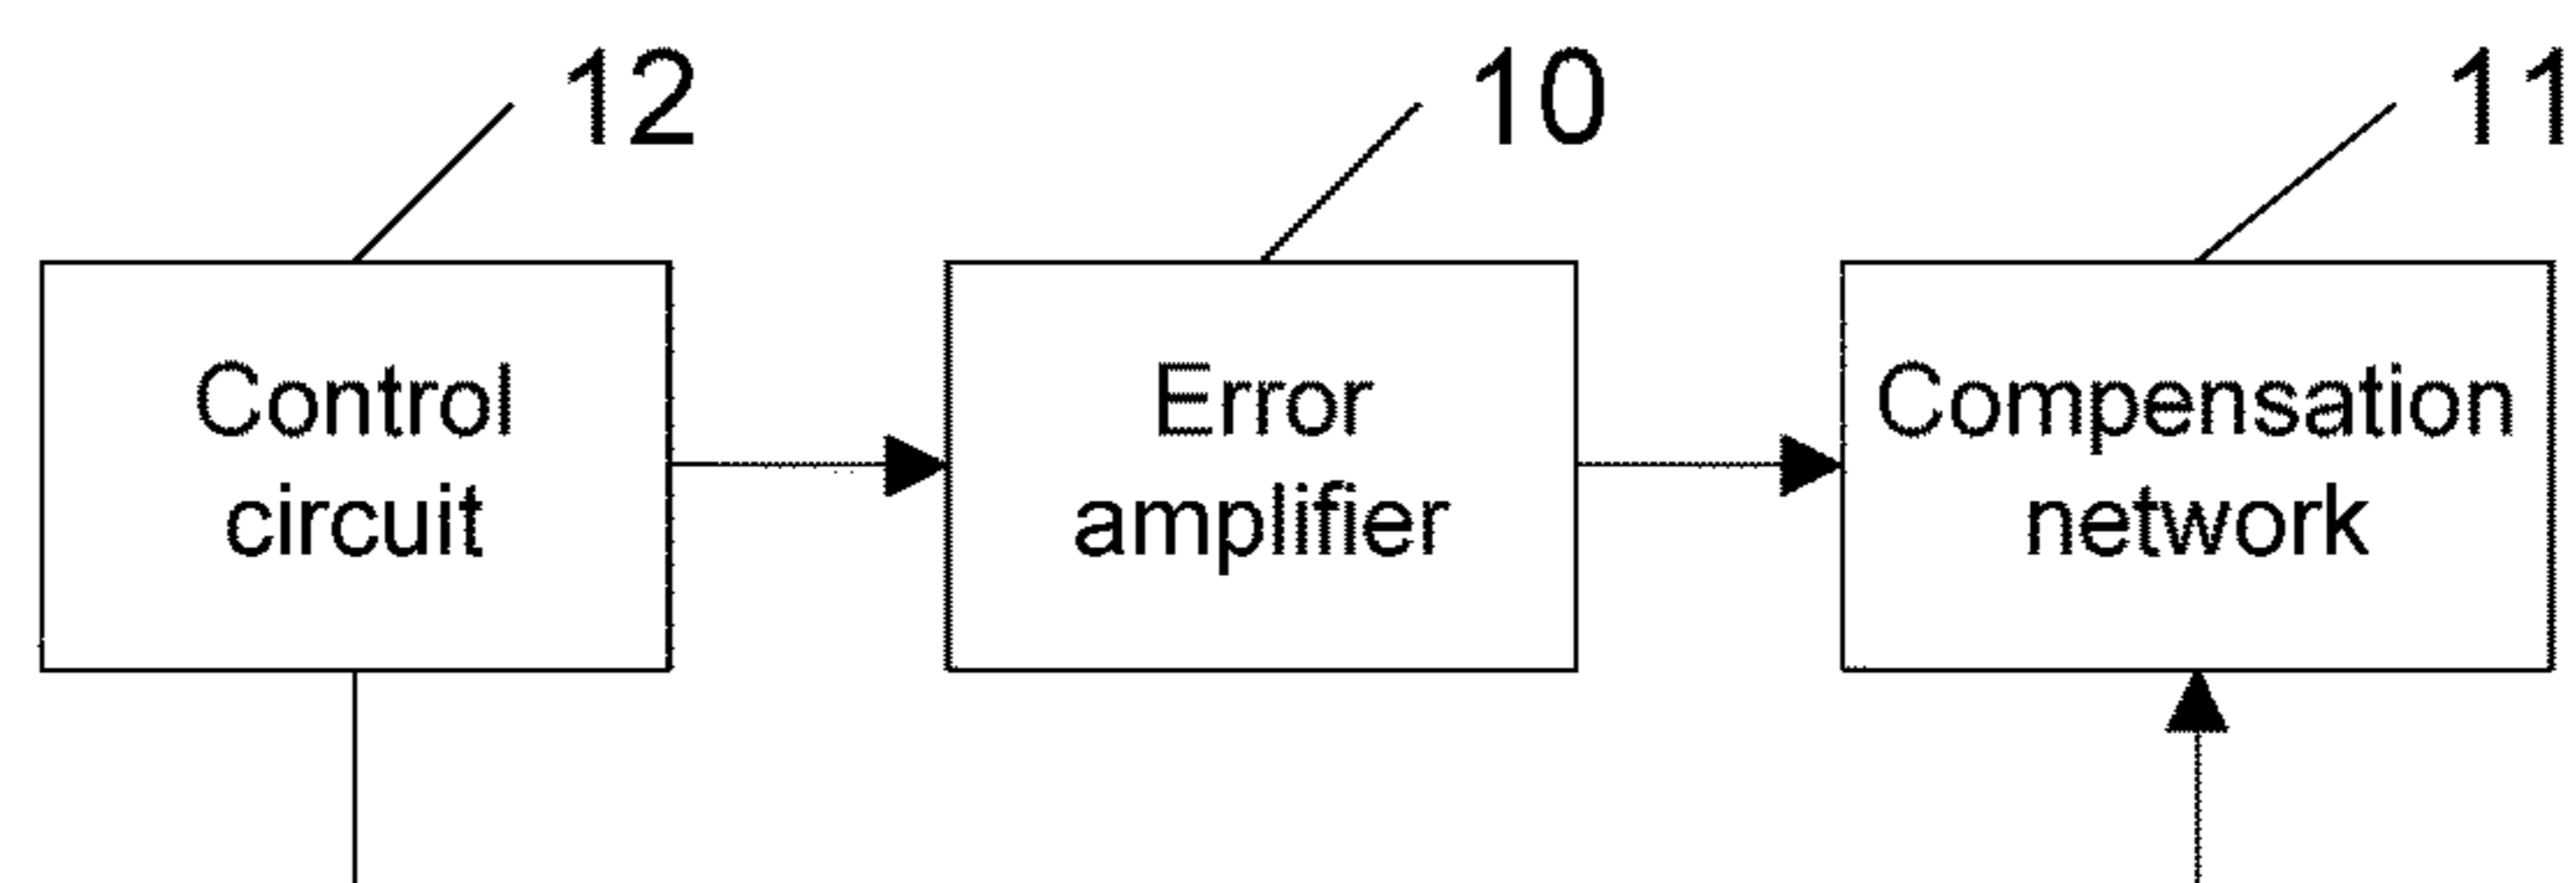 12
10
11
Control
circuit
Error
amplifier
Compensation
network